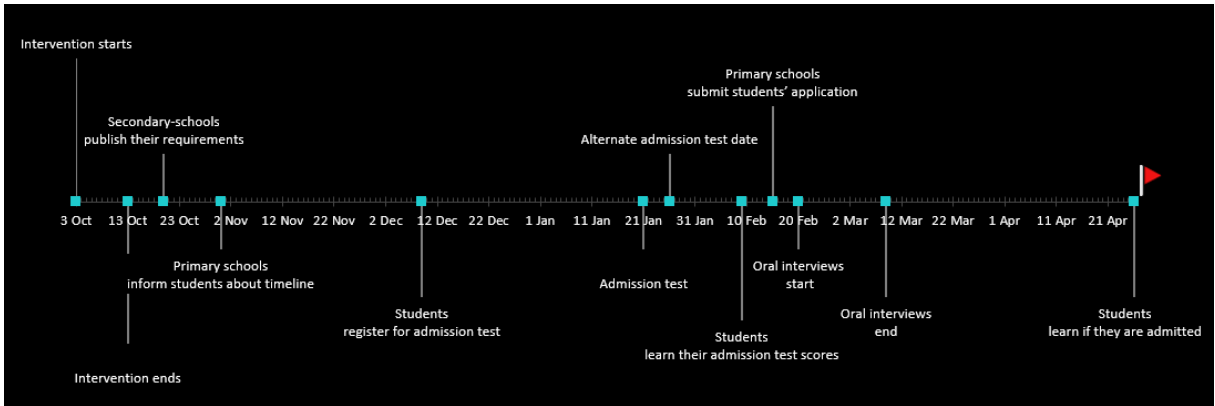 Intervention starts
Primary schools
submit students' application
Secondary-schools
publish their requirements
Alternate admission test date
3 Oct 13 Oct 23 Oct 2 Nov 12 Nov 22 Nov 2 Dec 12 Dec 22 Dec 1 Jan 11 Jan 21 Jan 31 Jan 10 Feb 20 Feb 2 Mar 12 Mar 22 Mar 1 Apr 11 Apr 21 Apr
Primary schools
inform students about timeline
Admission test
Oral interviews
start
Students
register for admission test
Oral interviews
end
Students
learn if they are admitted
Students
learn their admission test scores
Intervention ends